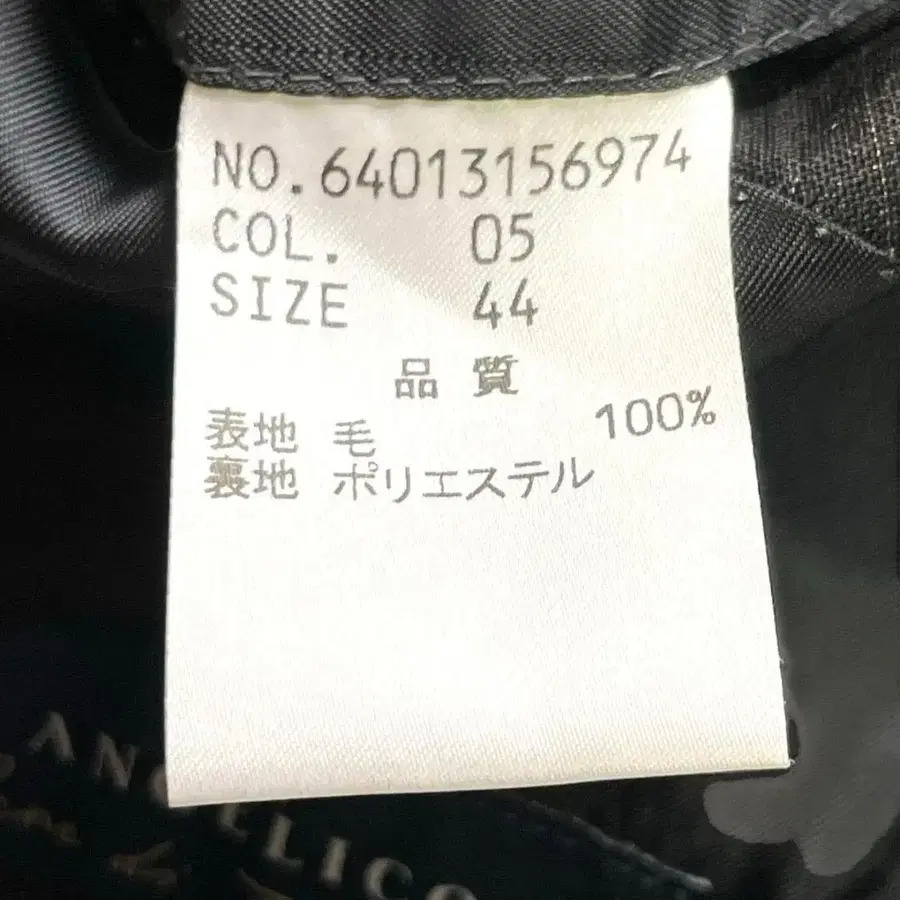 NO.64013156974
COL. 05
SIZE 44
品 質
表地 毛 100%
裏地 ポリエステル
ANGELICO